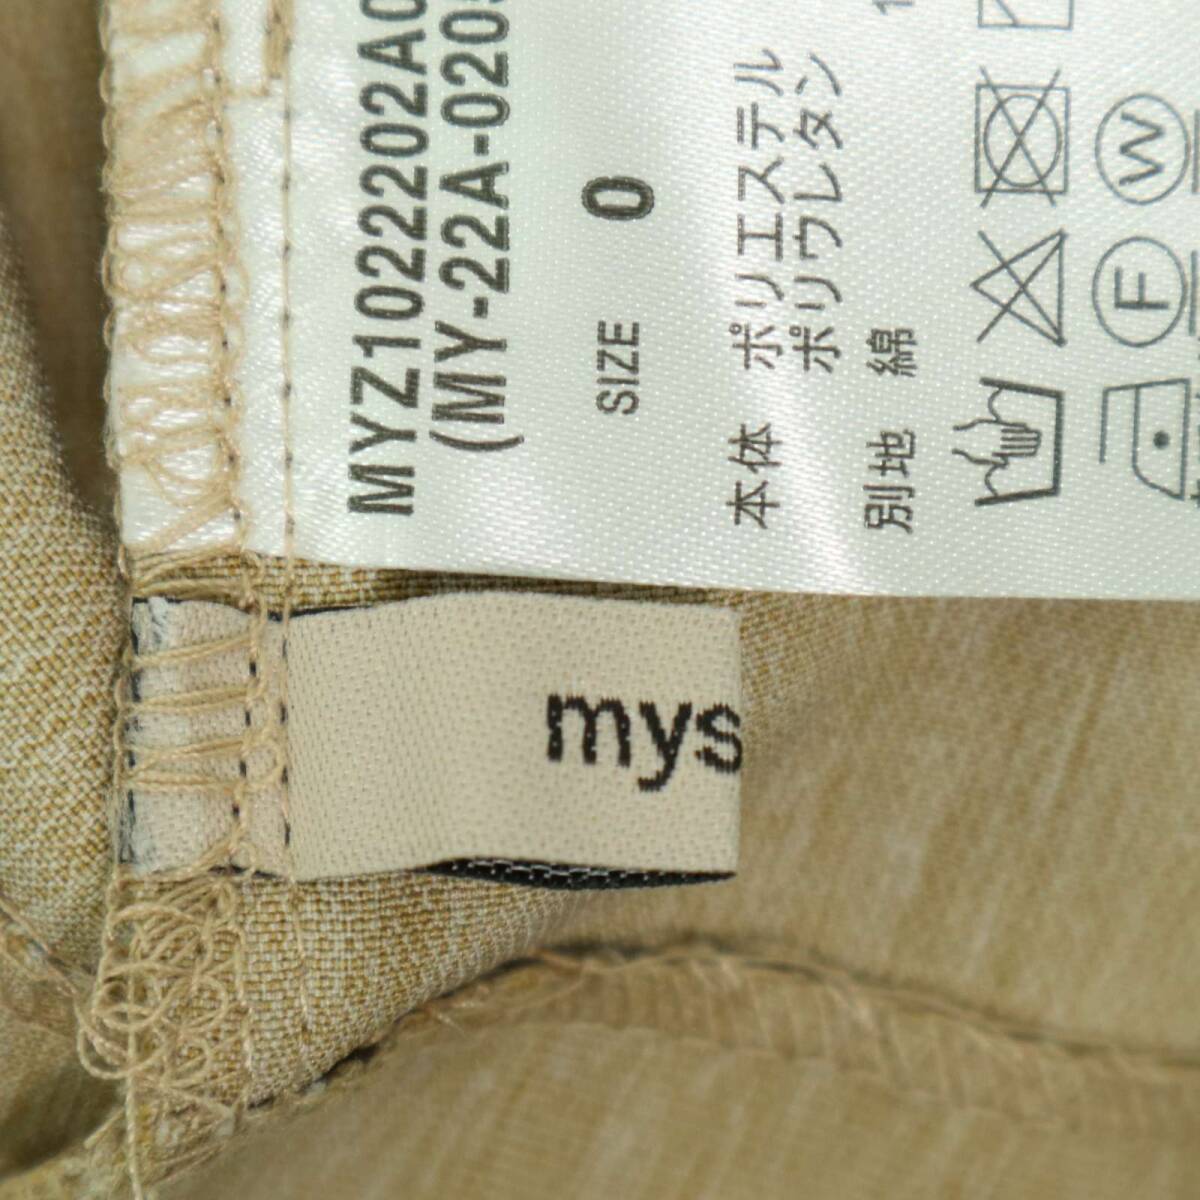 MYZ102202A0
(MY-22A-020
SIZE 0
本体 ポリエステル
ポリウレタン
別地 綿
W
F
mys